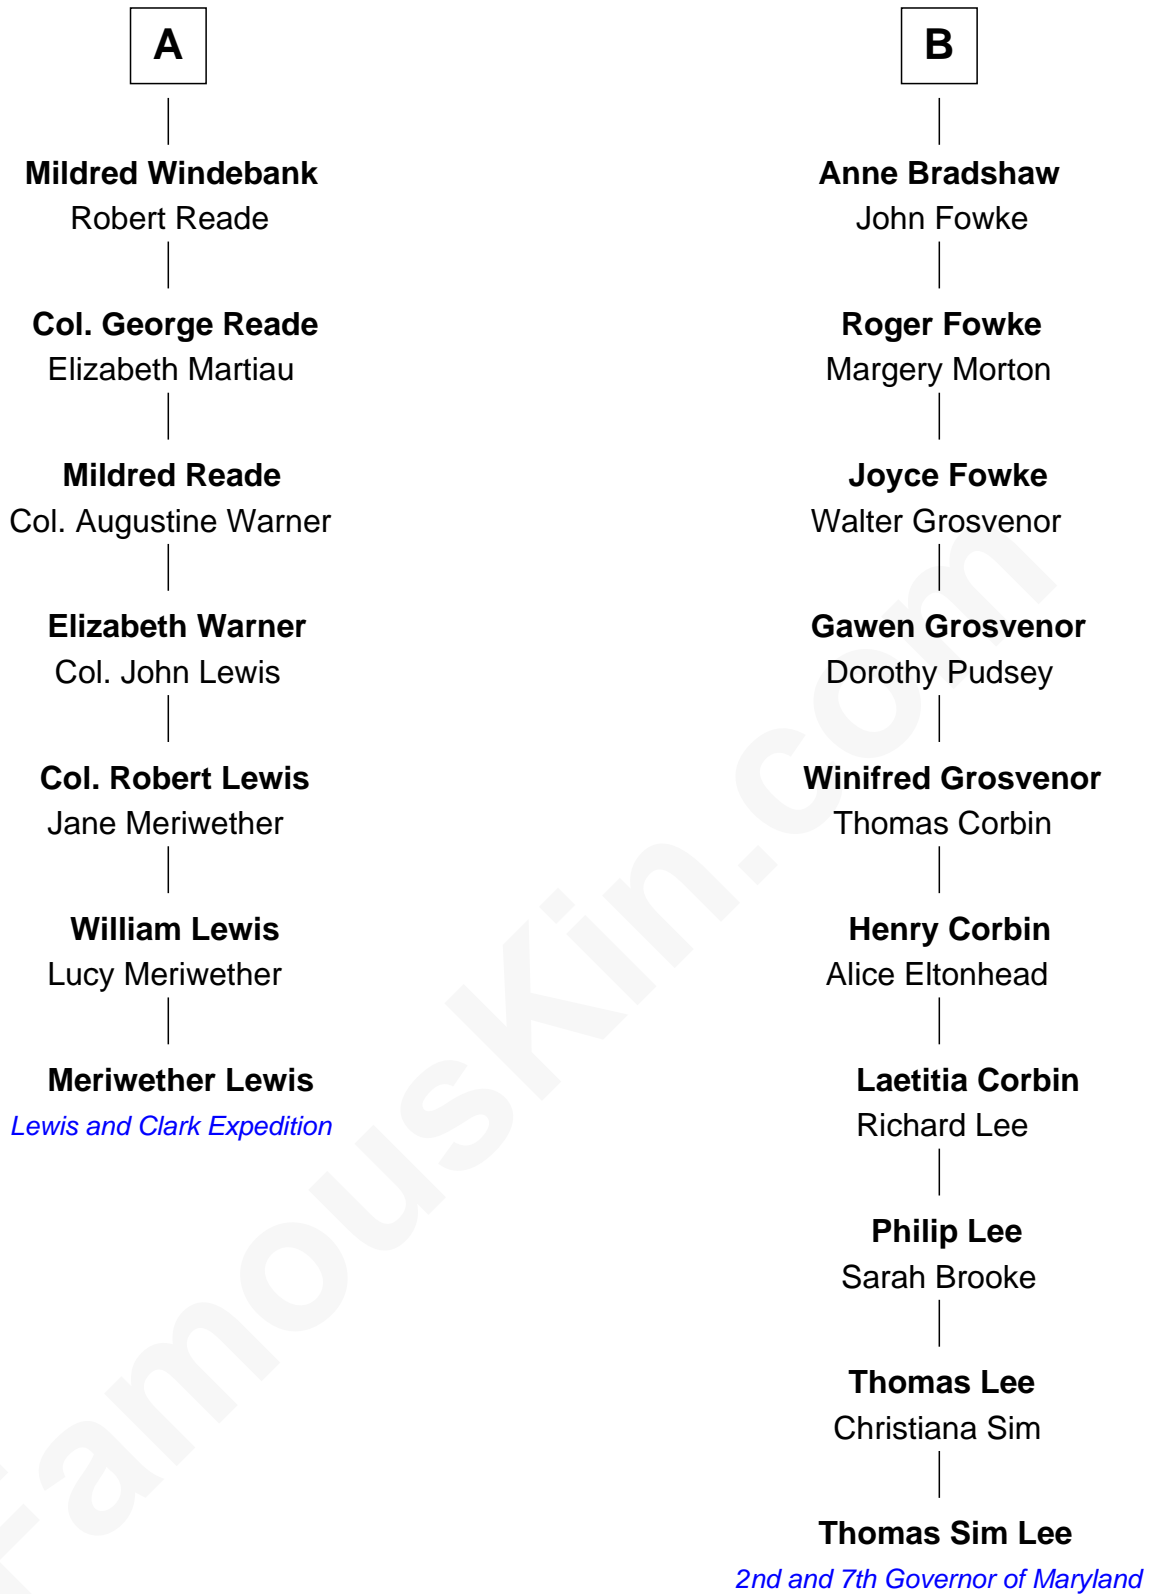 A
Mildred Windebank
Robert Reade
Col. George Reade
Elizabeth Martiau
Mildred Reade
Col. Augustine Warner
Elizabeth Warner
Col. John Lewis
Col. Robert Lewis
Jane Meriwether
William Lewis
Lucy Meriwether
Meriwether Lewis
Lewis and Clark Expedition
B
Anne Bradshaw
John Fowke
Roger Fowke
Margery Morton
Joyce Fowke
Walter Grosvenor
Gawen Grosvenor
Dorothy Pudsey
Winifred Grosvenor
Thomas Corbin
Henry Corbin
Alice Eltonhead
Laetitia Corbin
Richard Lee
Philip Lee
Sarah Brooke
Thomas Lee
Christiana Sim
Thomas Sim Lee
2nd and 7th Governor of Maryland
FamousKin.com